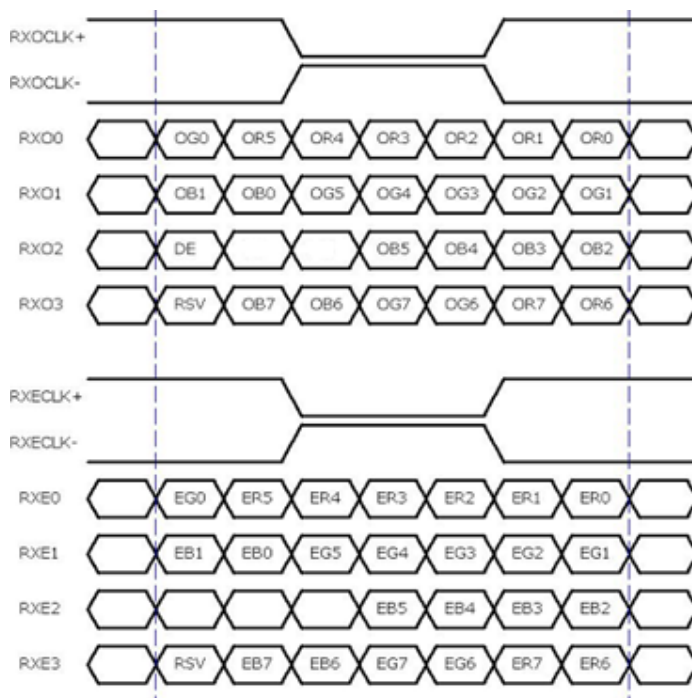 RXOCLK+
RXOCLK-
RXO0 OG0 OR5 OR4 OR3 OR2 OR1 OR0
RXO1 OB1 OB0 OG5 OG4 OG3 OG2 OG1
RXO2 DE OB5 OB4 OB3 OB2
RXO3 RSV OB7 OB6 OG7 OG6 OR7 OR6
RXECLK+
RXECLK-
RXE0 EG0 ER5 ER4 ER3 ER2 ER1 ER0
RXE1 EB1 EB0 EG5 EG4 EG3 EG2 EG1
RXE2 EB5 EB4 EB3 EB2
RXE3 RSV EB7 EB6 EG7 EG6 ER7 ER6